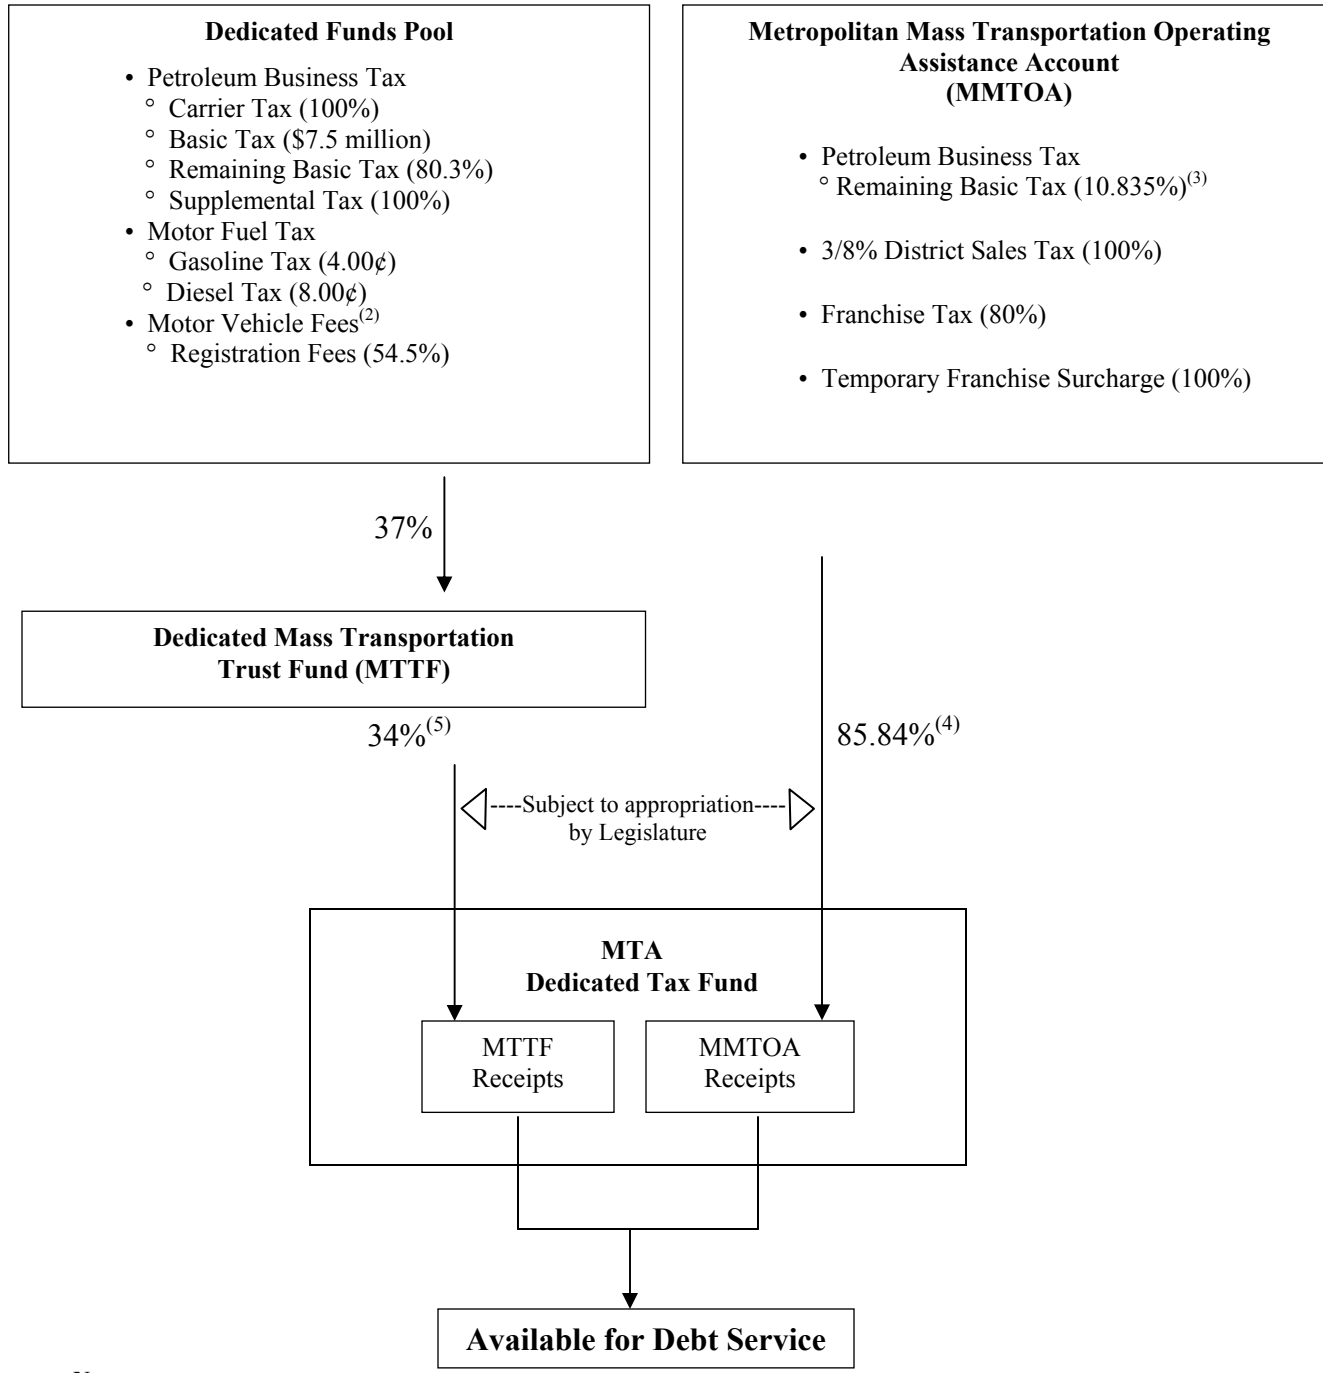 Dedicated Funds Pool
• Petroleum Business Tax
° Carrier Tax (100%)
° Basic Tax ($7.5 million)
° Remaining Basic Tax (80.3%)
° Supplemental Tax (100%)
• Motor Fuel Tax
° Gasoline Tax (4.00¢)
° Diesel Tax (8.00¢)
• Motor Vehicle Fees(2)
° Registration Fees (54.5%)
Metropolitan Mass Transportation Operating
Assistance Account
(MMTOA)
• Petroleum Business Tax
° Remaining Basic Tax (10.835%)(3)
• 3/8% District Sales Tax (100%)
• Franchise Tax (80%)
• Temporary Franchise Surcharge (100%)
37%
Dedicated Mass Transportation
Trust Fund (MTTF)
34%(5)
85.84%(4)
----Subject to appropriation----
by Legislature
MTA
Dedicated Tax Fund
MTTF
Receipts
MMTOA
Receipts
Available for Debt Service